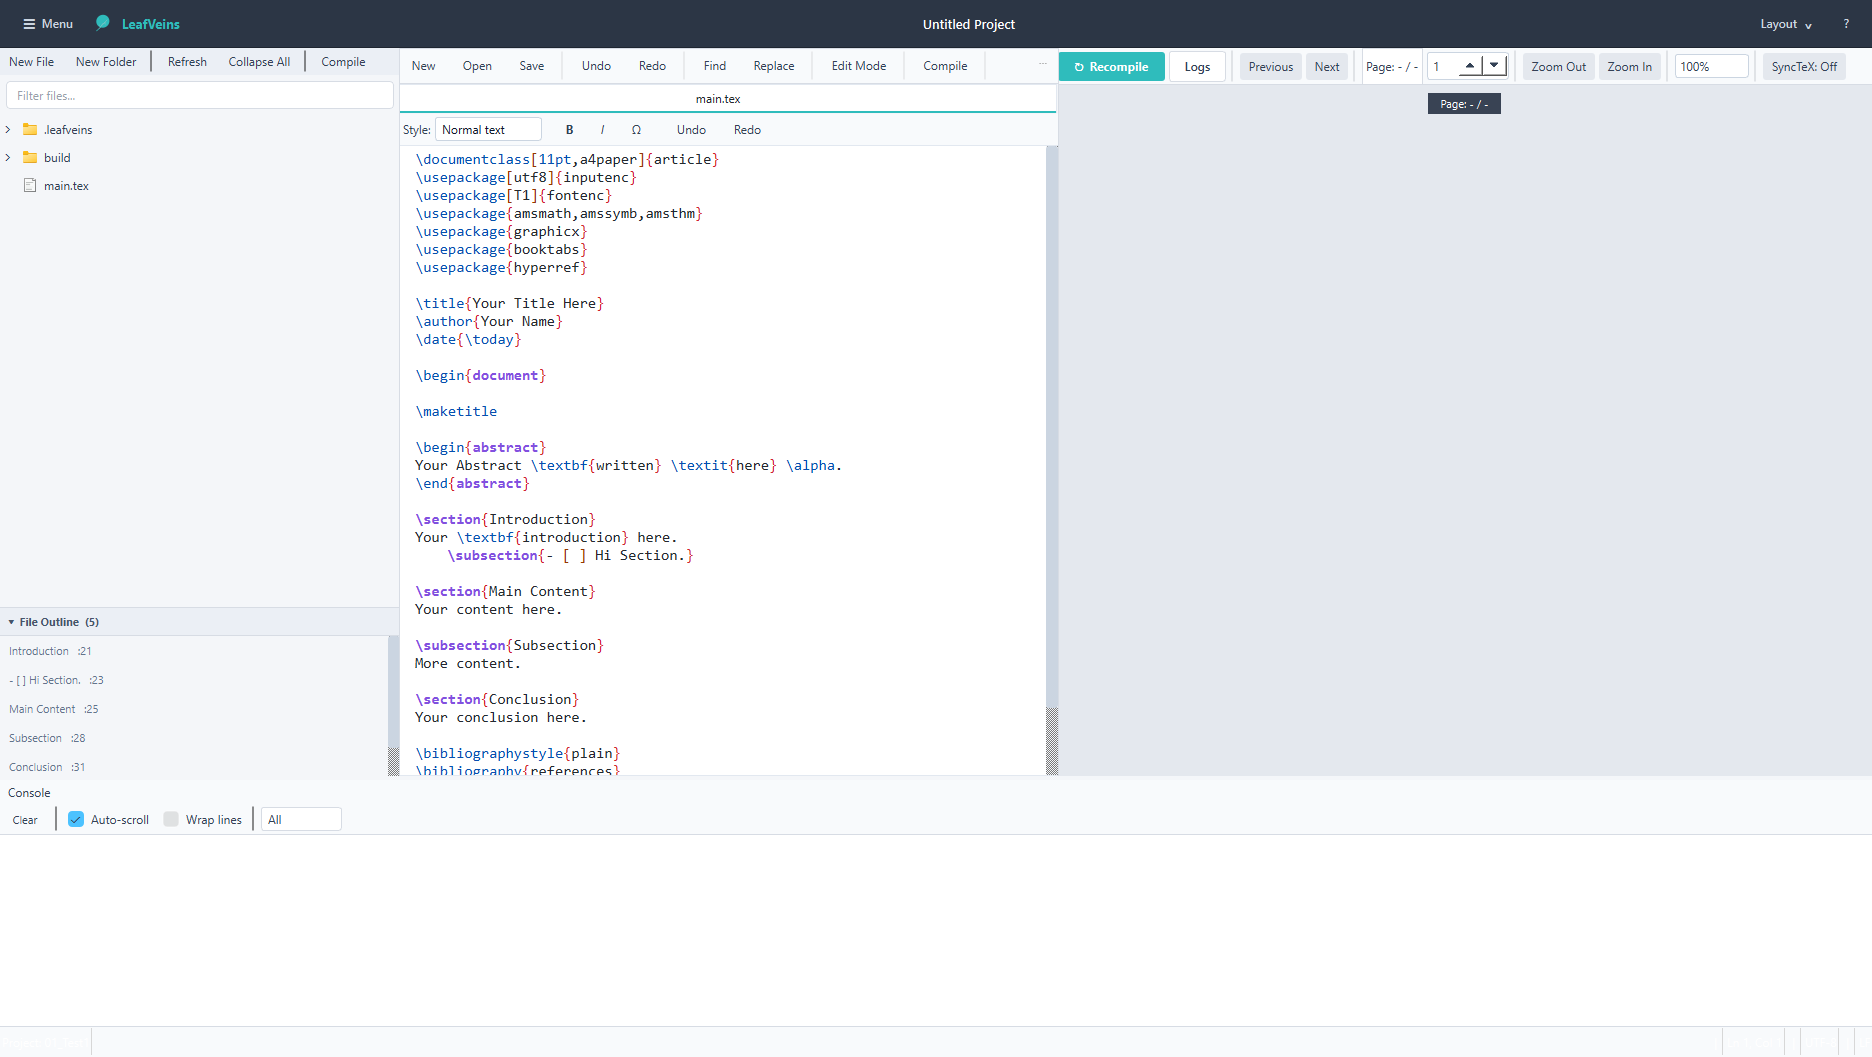 Menu LeafVeins Untitled Project Layout ?
New File New Folder Refresh Collapse All Compile
New Open Save Undo Redo Find Replace Edit Mode Compile ...
Recompile Logs Previous Next Page: - / - 1 Zoom Out Zoom In 100% SyncTeX: Off
Filter files...
.leafveins
build
main.tex
main.tex
Style: Normal text B I Ω Undo Redo
\documentclass[11pt,a4paper]{article}
\usepackage[utf8]{inputenc}
\usepackage[T1]{fontenc}
\usepackage{amsmath,amssymb,amsthm}
\usepackage{graphicx}
\usepackage{booktabs}
\usepackage{hyperref}
\title{Your Title Here}
\author{Your Name}
\date{\today}
\begin{document}
\maketitle
\begin{abstract}
Your Abstract \textbf{written} \textit{here} \alpha.
\end{abstract}
\section{Introduction}
Your \textbf{introduction} here.
\subsection{- [ ] Hi Section.}
\section{Main Content}
Your content here.
\subsection{Subsection}
More content.
\section{Conclusion}
Your conclusion here.
\bibliographystyle{plain}
\bibliography{references}
Page: - / -
File Outline (5)
Introduction :21
- [ ] Hi Section. :23
Main Content :25
Subsection :28
Conclusion :31
Console
Clear Auto-scroll Wrap lines All